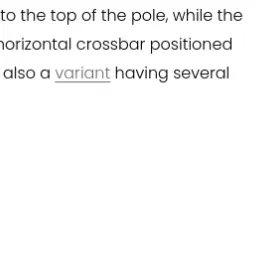 to the top of the pole, while the
horizontal crossbar positioned
also a variant having several